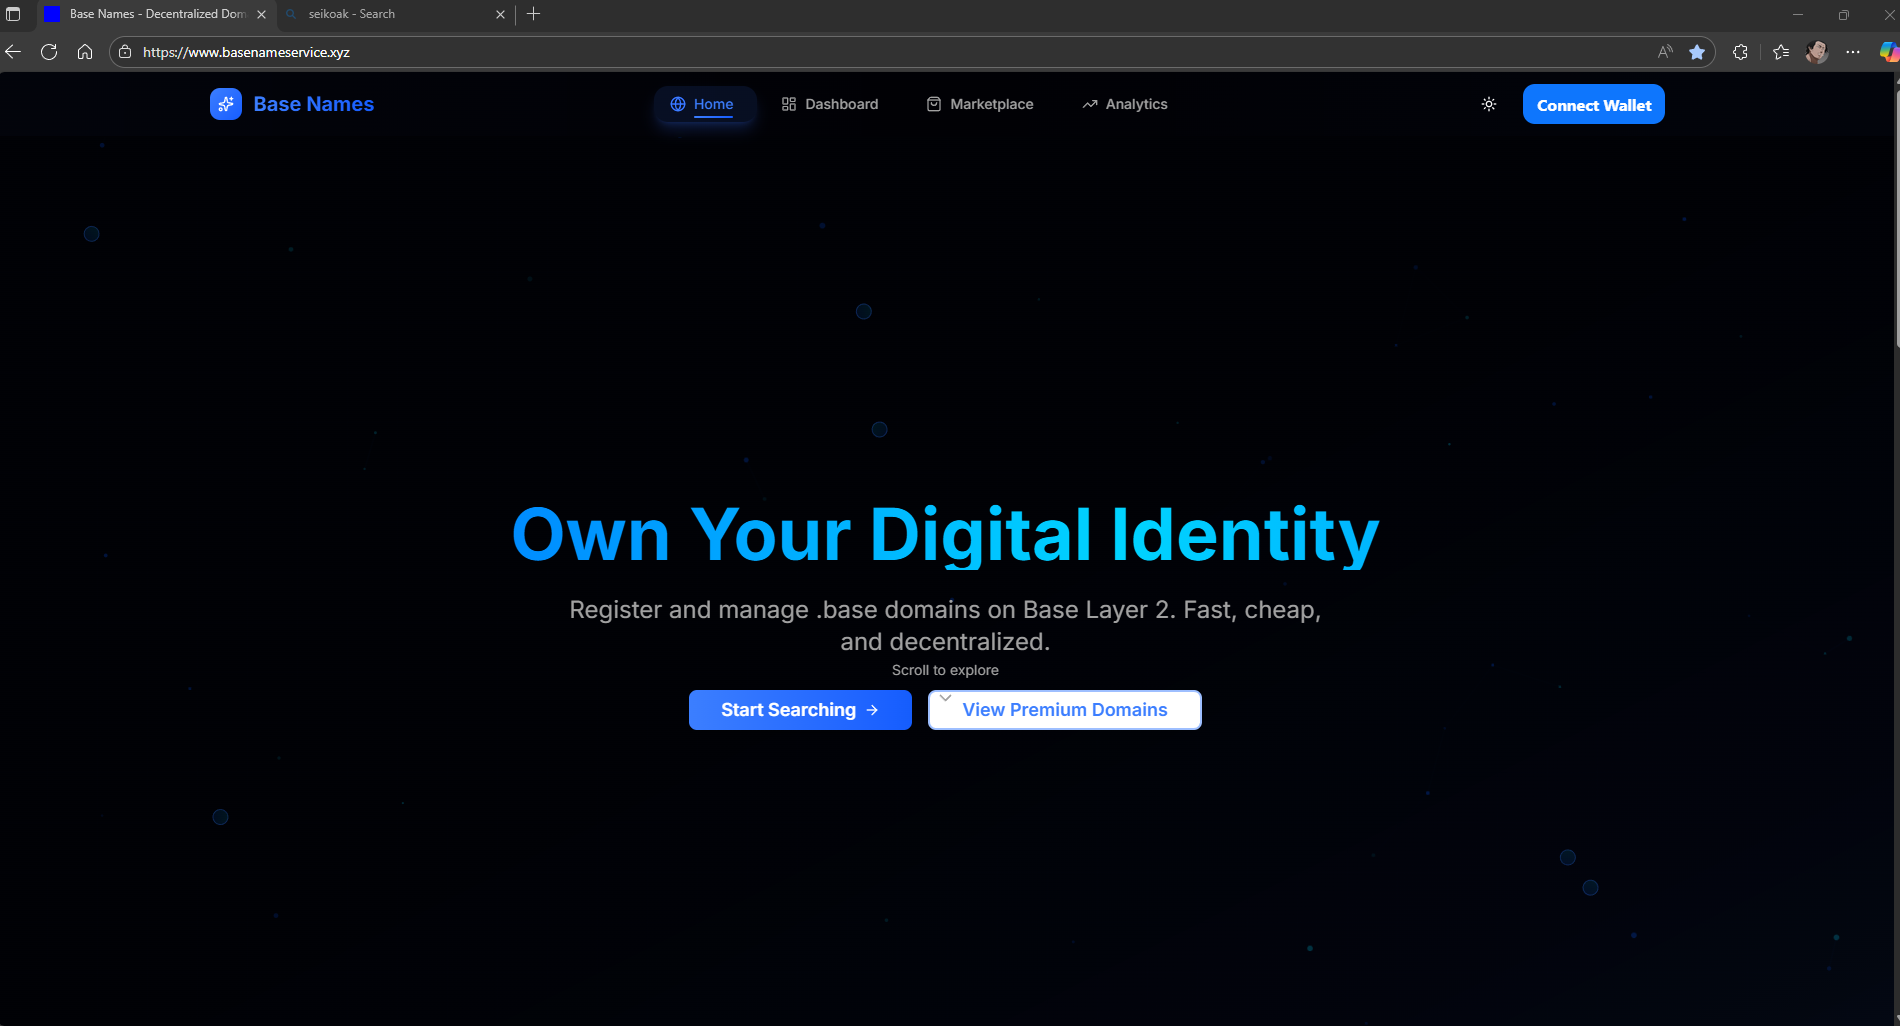 Base Names - Decentralized Dom
seikoak - Search
https://www.basenameservice.xyz
Base Names
Home
Dashboard
Marketplace
Analytics
Connect Wallet
Own Your Digital Identity
Register and manage .base domains on Base Layer 2. Fast, cheap,
and decentralized.
Scroll to explore
Start Searching
View Premium Domains